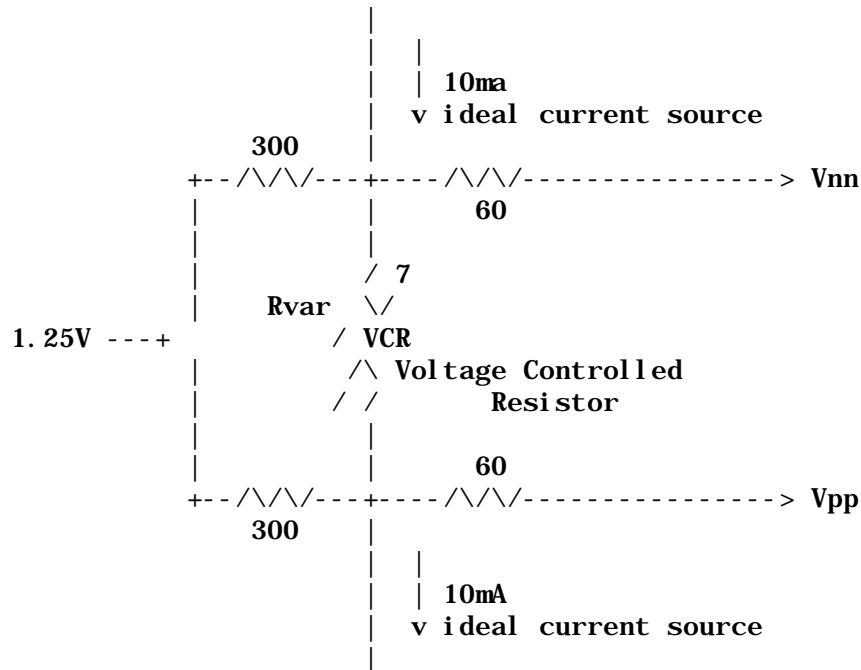 10ma
v ideal current source
300
+--/\/\/----+----/\/\/----------------> Vnn
60
/ 7
Rvar \/
1.25V ---+ / VCR
/\ Voltage Controlled
/ / Resistor
60
+--/\/\/---+----/\/\/----------------> Vpp
300
10mA
v ideal current source